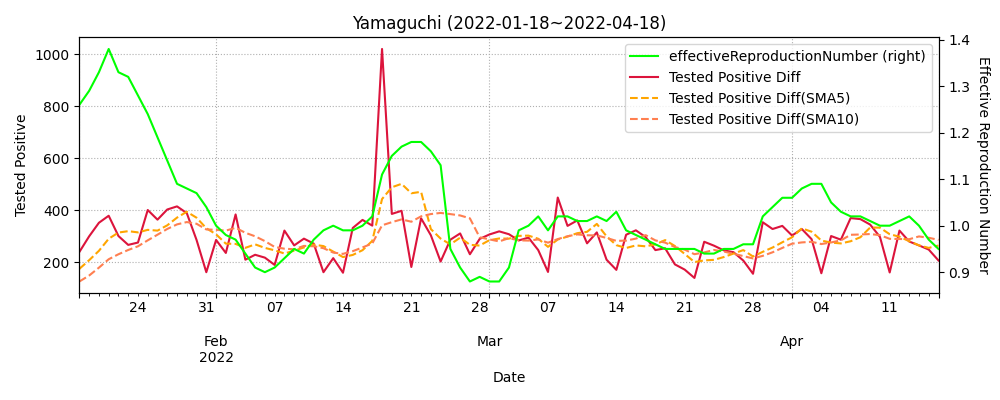 Yamaguchi (2022-01-18~2022-04-18)
effectiveReproductionNumber (right)
Tested Positive Diff
Tested Positive Diff(SMA5)
Tested Positive Diff(SMA10)
Tested Positive
1000
800
600
400
200
Effective Reproduction Number
1.4
1.3
1.2
1.1
1.0
0.9
24 31 07 14 21 28 07 14 21 28 04 11
Feb Mar Apr
2022
Date